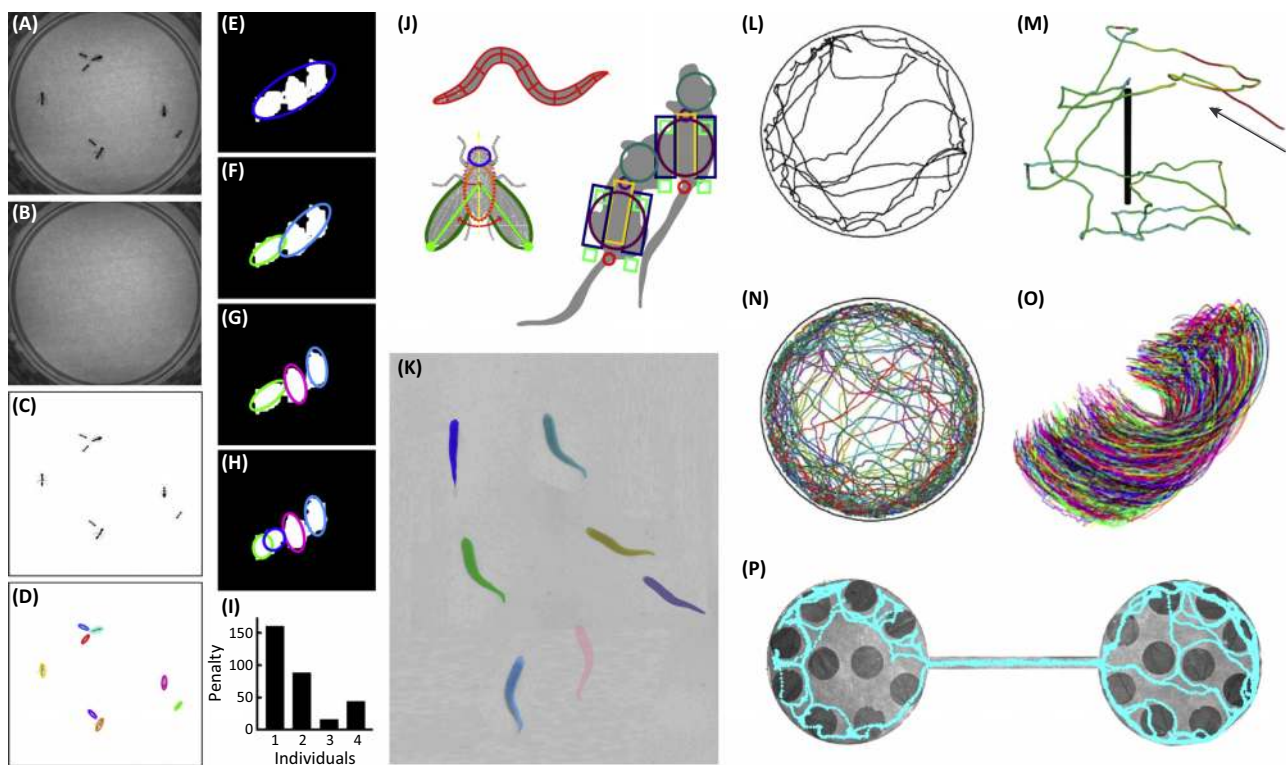 (A)
(B)
(C)
(D)
(E)
(F)
(G)
(H)
(I)
Penalty
150
100
50
0
1 2 3 4
Individuals
(J)
(K)
(L)
(M)
(N)
(O)
(P)